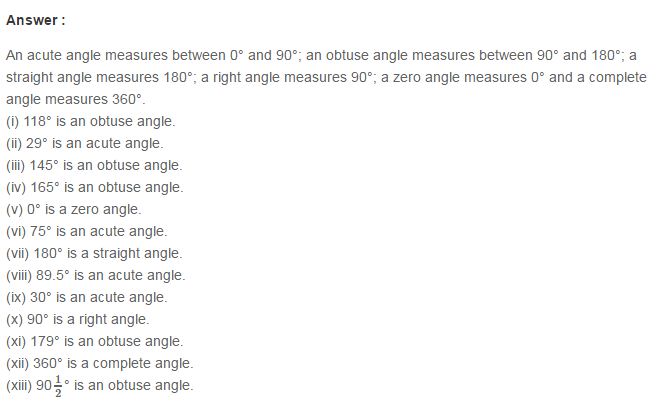 Answer :
An acute angle measures between 0° and 90°; an obtuse angle measures between 90° and 180°; a
straight angle measures 180°; a right angle measures 90°; a zero angle measures 0° and a complete
angle measures 360°.
(i) 118° is an obtuse angle.
(ii) 29° is an acute angle.
(iii) 145° is an obtuse angle.
(iv) 165° is an obtuse angle.
(v) 0° is a zero angle.
(vi) 75° is an acute angle.
(vii) 180° is a straight angle.
(viii) 89.5° is an acute angle.
(ix) 30° is an acute angle.
(x) 90° is a right angle.
(xi) 179° is an obtuse angle.
(xii) 360° is a complete angle.
(xiii) 90 1/2° is an obtuse angle.